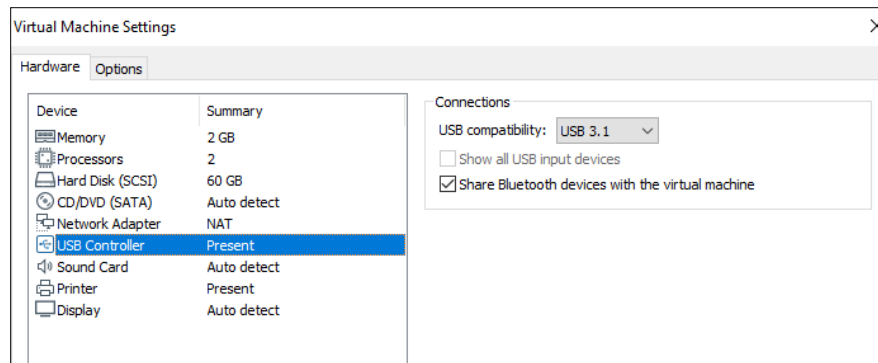 Virtual Machine Settings
Hardware Options
Device Summary
Memory 2 GB
Processors 2
Hard Disk (SCSI) 60 GB
CD/DVD (SATA) Auto detect
Network Adapter NAT
USB Controller Present
Sound Card Auto detect
Printer Present
Display Auto detect
Connections
USB compatibility: USB 3.1
Show all USB input devices
Share Bluetooth devices with the virtual machine